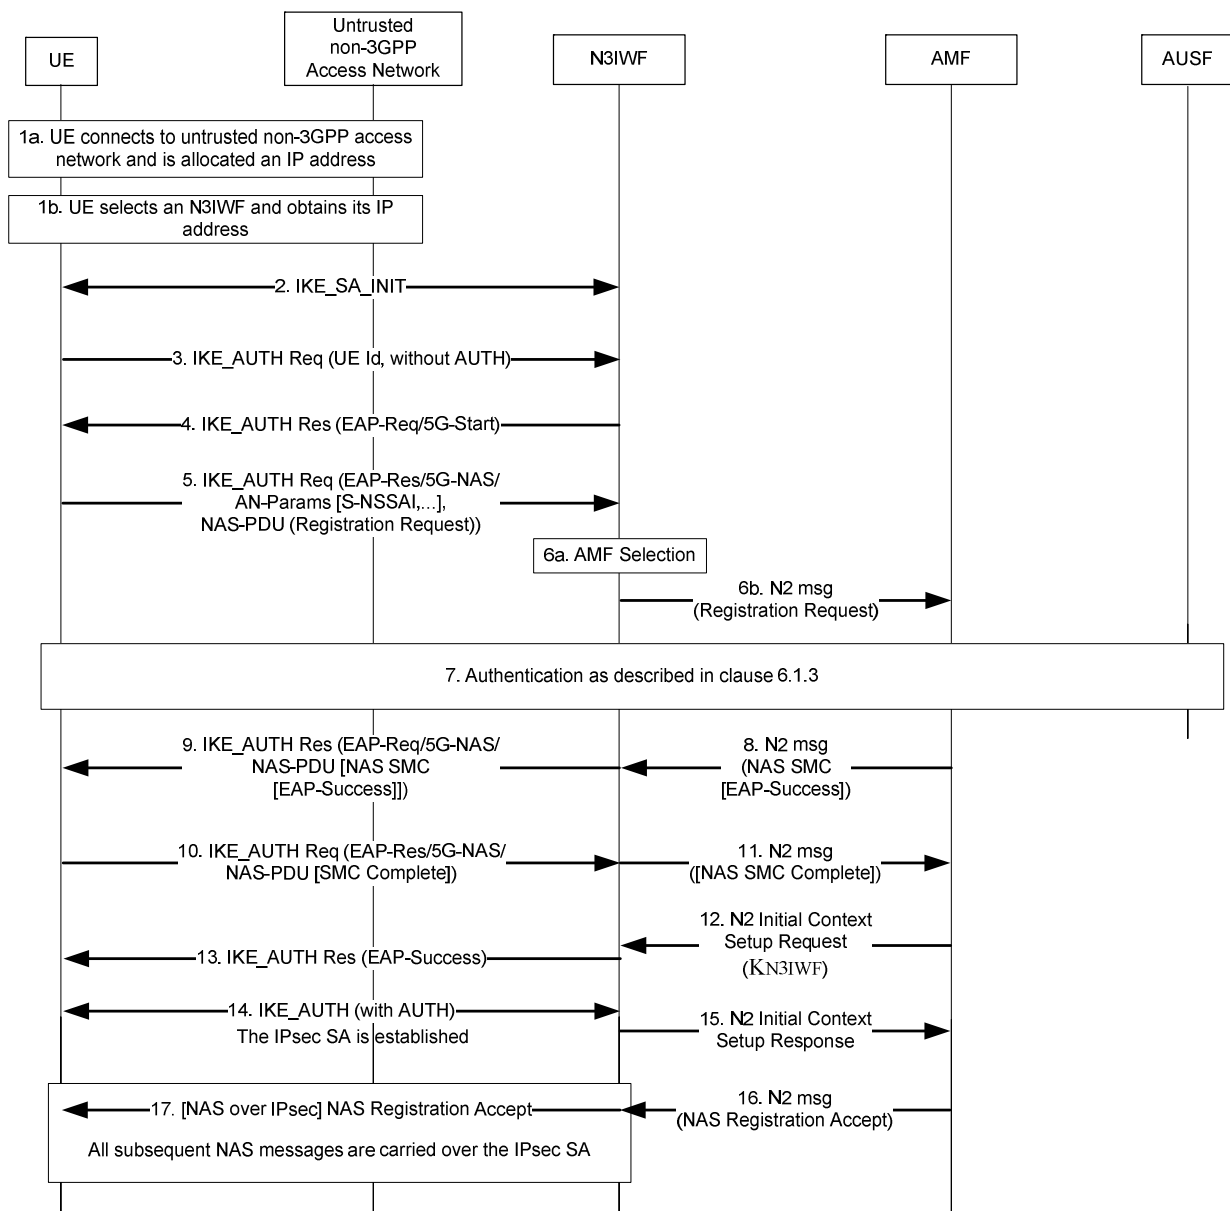 UE
Untrusted
non-3GPP
Access Network
N3IWF
AMF
AUSF
1a. UE connects to untrusted non-3GPP access
network and is allocated an IP address
1b. UE selects an N3IWF and obtains its IP
address
2. IKE_SA_INIT
3. IKE_AUTH Req (UE Id, without AUTH)
4. IKE_AUTH Res (EAP-Req/5G-Start)
5. IKE_AUTH Req (EAP-Res/5G-NAS/
AN-Params [S-NSSAI,...],
NAS-PDU (Registration Request))
6a. AMF Selection
6b. N2 msg
(Registration Request)
7. Authentication as described in clause 6.1.3
9. IKE_AUTH Res (EAP-Req/5G-NAS/
NAS-PDU [NAS SMC
[EAP-Success]])
8. N2 msg
(NAS SMC
[EAP-Success])
10. IKE_AUTH Req (EAP-Res/5G-NAS/
NAS-PDU [SMC Complete])
11. N2 msg
([NAS SMC Complete])
12. N2 Initial Context
Setup Request
(KN3IWF)
13. IKE_AUTH Res (EAP-Success)
14. IKE_AUTH (with AUTH)
The IPsec SA is established
15. N2 Initial Context
Setup Response
16. N2 msg
(NAS Registration Accept)
17. [NAS over IPsec] NAS Registration Accept
All subsequent NAS messages are carried over the IPsec SA